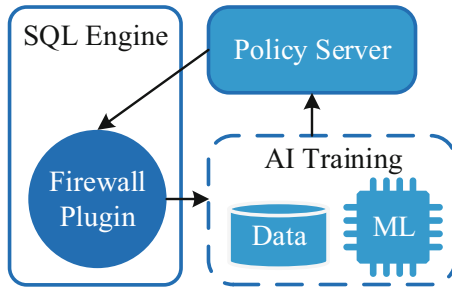 SQL Engine
Policy Server
Firewall
Plugin
AI Training
Data
ML